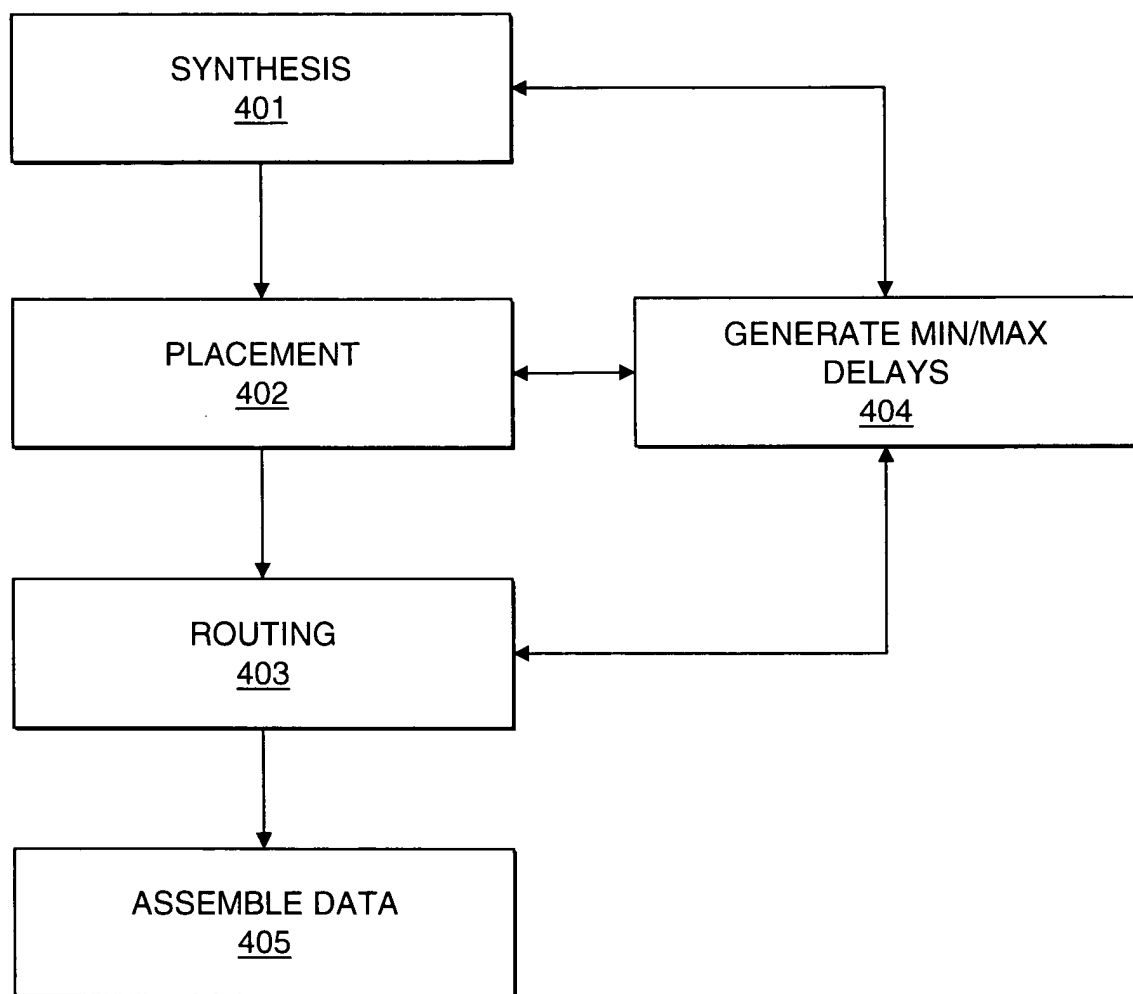 SYNTHESIS
401
PLACEMENT
402
GENERATE MIN/MAX
DELAYS
404
ROUTING
403
ASSEMBLE DATA
405